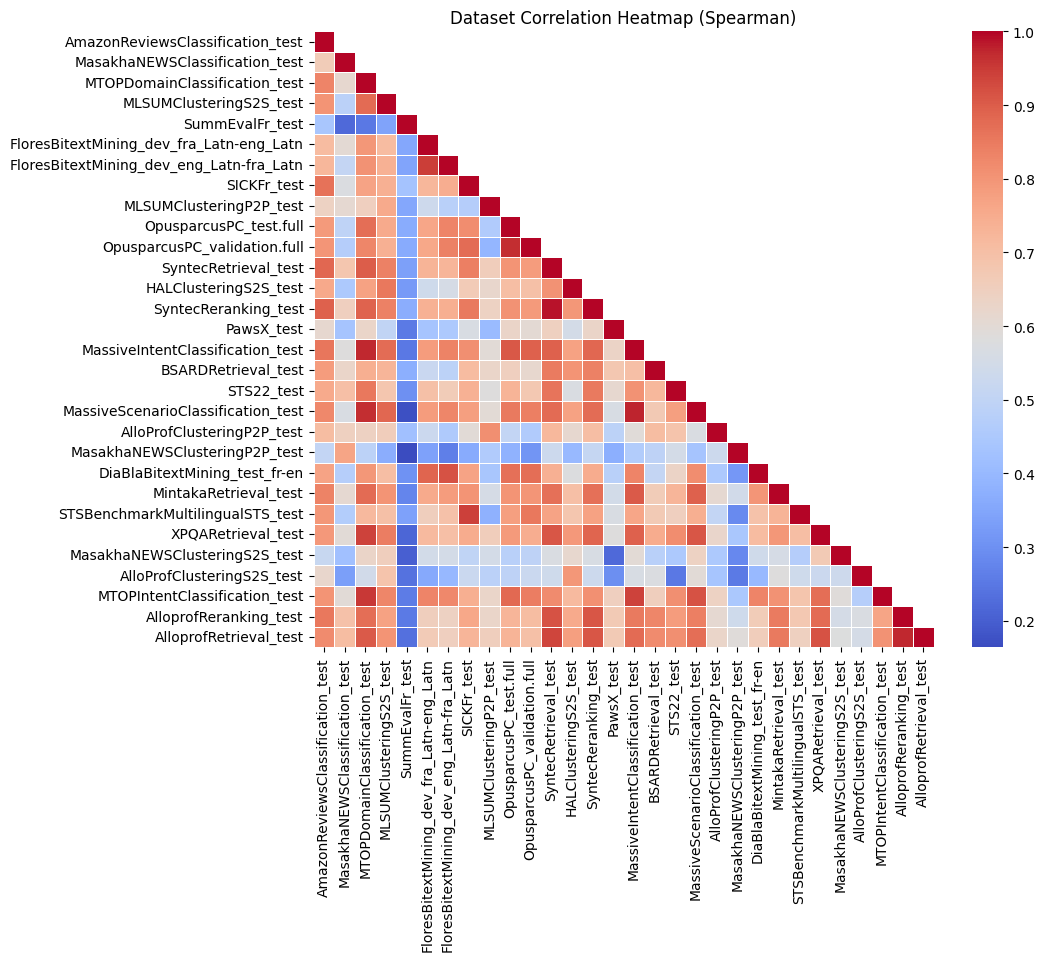 Dataset Correlation Heatmap (Spearman)
AmazonReviewsClassification_test
MasakhaNEWSClassification_test
MTOPDomainClassification_test
MLSUMClusteringS2S_test
SummEvalFr_test
FloresBitextMining_dev_fra_Latn-eng_Latn
FloresBitextMining_dev_eng_Latn-fra_Latn
SICKFr_test
MLSUMClusteringP2P_test
OpusparcusPC_test.full
OpusparcusPC_validation.full
SyntecRetrieval_test
HALClusteringS2S_test
SyntecReranking_test
PawsX_test
MassiveIntentClassification_test
BSARDRetrieval_test
STS22_test
MassiveScenarioClassification_test
AlloProfClusteringP2P_test
MasakhaNEWSClusteringP2P_test
DiaBlaBitextMining_test_fr-en
MintakaRetrieval_test
STSBenchmarkMultilingualSTS_test
XPQARetrieval_test
MasakhaNEWSClusteringS2S_test
AlloProfClusteringS2S_test
MTOPIntentClassification_test
AlloprofReranking_test
AlloprofRetrieval_test
AmazonReviewsClassification_test
MasakhaNEWSClassification_test
MTOPDomainClassification_test
MLSUMClusteringS2S_test
SummEvalFr_test
FloresBitextMining_dev_fra_Latn-eng_Latn
FloresBitextMining_dev_eng_Latn-fra_Latn
SICKFr_test
MLSUMClusteringP2P_test
OpusparcusPC_test.full
OpusparcusPC_validation.full
SyntecRetrieval_test
HALClusteringS2S_test
SyntecReranking_test
PawsX_test
MassiveIntentClassification_test
BSARDRetrieval_test
STS22_test
MassiveScenarioClassification_test
AlloProfClusteringP2P_test
MasakhaNEWSClusteringP2P_test
DiaBlaBitextMining_test_fr-en
MintakaRetrieval_test
STSBenchmarkMultilingualSTS_test
XPQARetrieval_test
MasakhaNEWSClusteringS2S_test
AlloProfClusteringS2S_test
MTOPIntentClassification_test
AlloprofReranking_test
AlloprofRetrieval_test
1.0
0.9
0.8
0.7
0.6
0.5
0.4
0.3
0.2